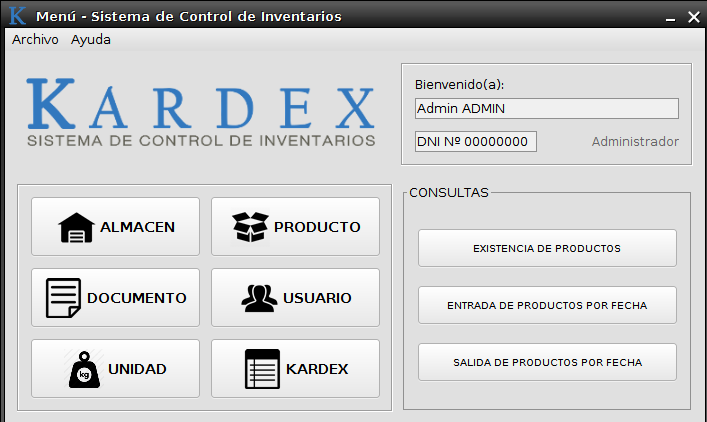 Menú - Sistema de Control de Inventarios
Archivo Ayuda
KARDEX
SISTEMA DE CONTROL DE INVENTARIOS
Bienvenido(a):
Admin ADMIN
DNI Nº 00000000 Administrador
ALMACEN PRODUCTO
DOCUMENTO USUARIO
kg UNIDAD KARDEX
CONSULTAS
EXISTENCIA DE PRODUCTOS
ENTRADA DE PRODUCTOS POR FECHA
SALIDA DE PRODUCTOS POR FECHA